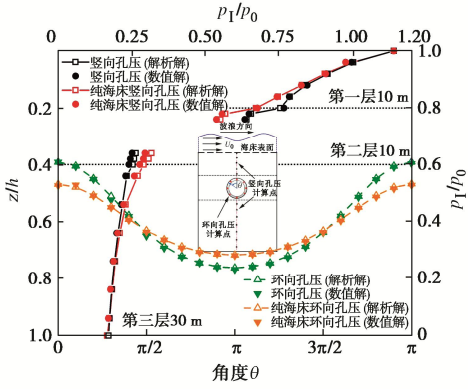 p_I/p_0
0 0.30 0.60 0.90 1.20
竖向孔压(解析解)
竖向孔压(数值解)
纯海床竖向孔压(解析解)
纯海床竖向孔压(数值解)
第一层10 m
波浪方向
U_0 海床表面
第二层10 m
竖向孔压
计算点
θ
环向孔压
计算点
环向孔压(解析解)
环向孔压(数值解)
纯海床环向孔压(解析解)
纯海床环向孔压(数值解)
第三层30 m
z/h
0.2
0.4
0.6
0.8
1.0
1.0
0.8
0.6
0.4
0.2
0
p_I/p_0
0 π/2 π 3π/2 π
角度θ